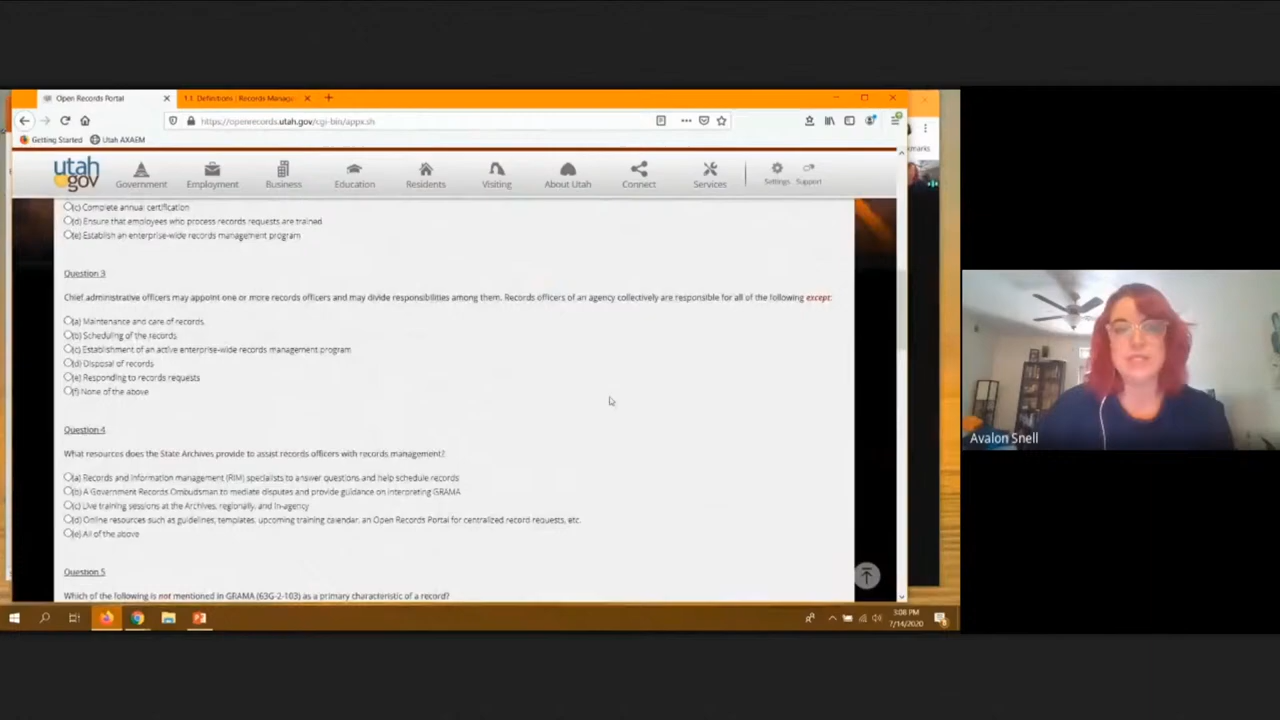 Open Records Portal
1.1 Definitions | Records Manag
https://openrecords.utah.gov/cgi-bin/appx.sh
Getting Started
Utah AXAEM
kmarks
utah
gov
Government
Employment
Business
Education
Residents
Visiting
About Utah
Connect
Services
Settings
Support
(c) Complete annual certification
(d) Ensure that employees who process records requests are trained
(e) Establish an enterprise-wide records management program
Question 3
Chief administrative officers may appoint one or more records officers and may divide responsibilities among them. Records officers of an agency collectively are responsible for all of the following except:
(a) Maintenance and care of records
(b) Scheduling of the records
(c) Establishment of an active enterprise-wide records management program
(d) Disposal of records
(e) Responding to records requests
(f) None of the above
Question 4
What resources does the State Archives provide to assist records officers with records management?
(a) Records and information management (RIM) specialists to answer questions and help schedule records
(b) A Government Records Ombudsman to mediate disputes and provide guidance on interpreting GRAMA
(c) Live training sessions at the Archives, regionally, and in-agency
(d) Online resources such as guidelines, templates, upcoming training calendar, an Open Records Portal for centralized record requests, etc.
(e) All of the above
Question 5
Which of the following is not mentioned in GRAMA (63G-2-103) as a primary characteristic of a record?
Avalon Snell
3:08 PM
7/14/2020